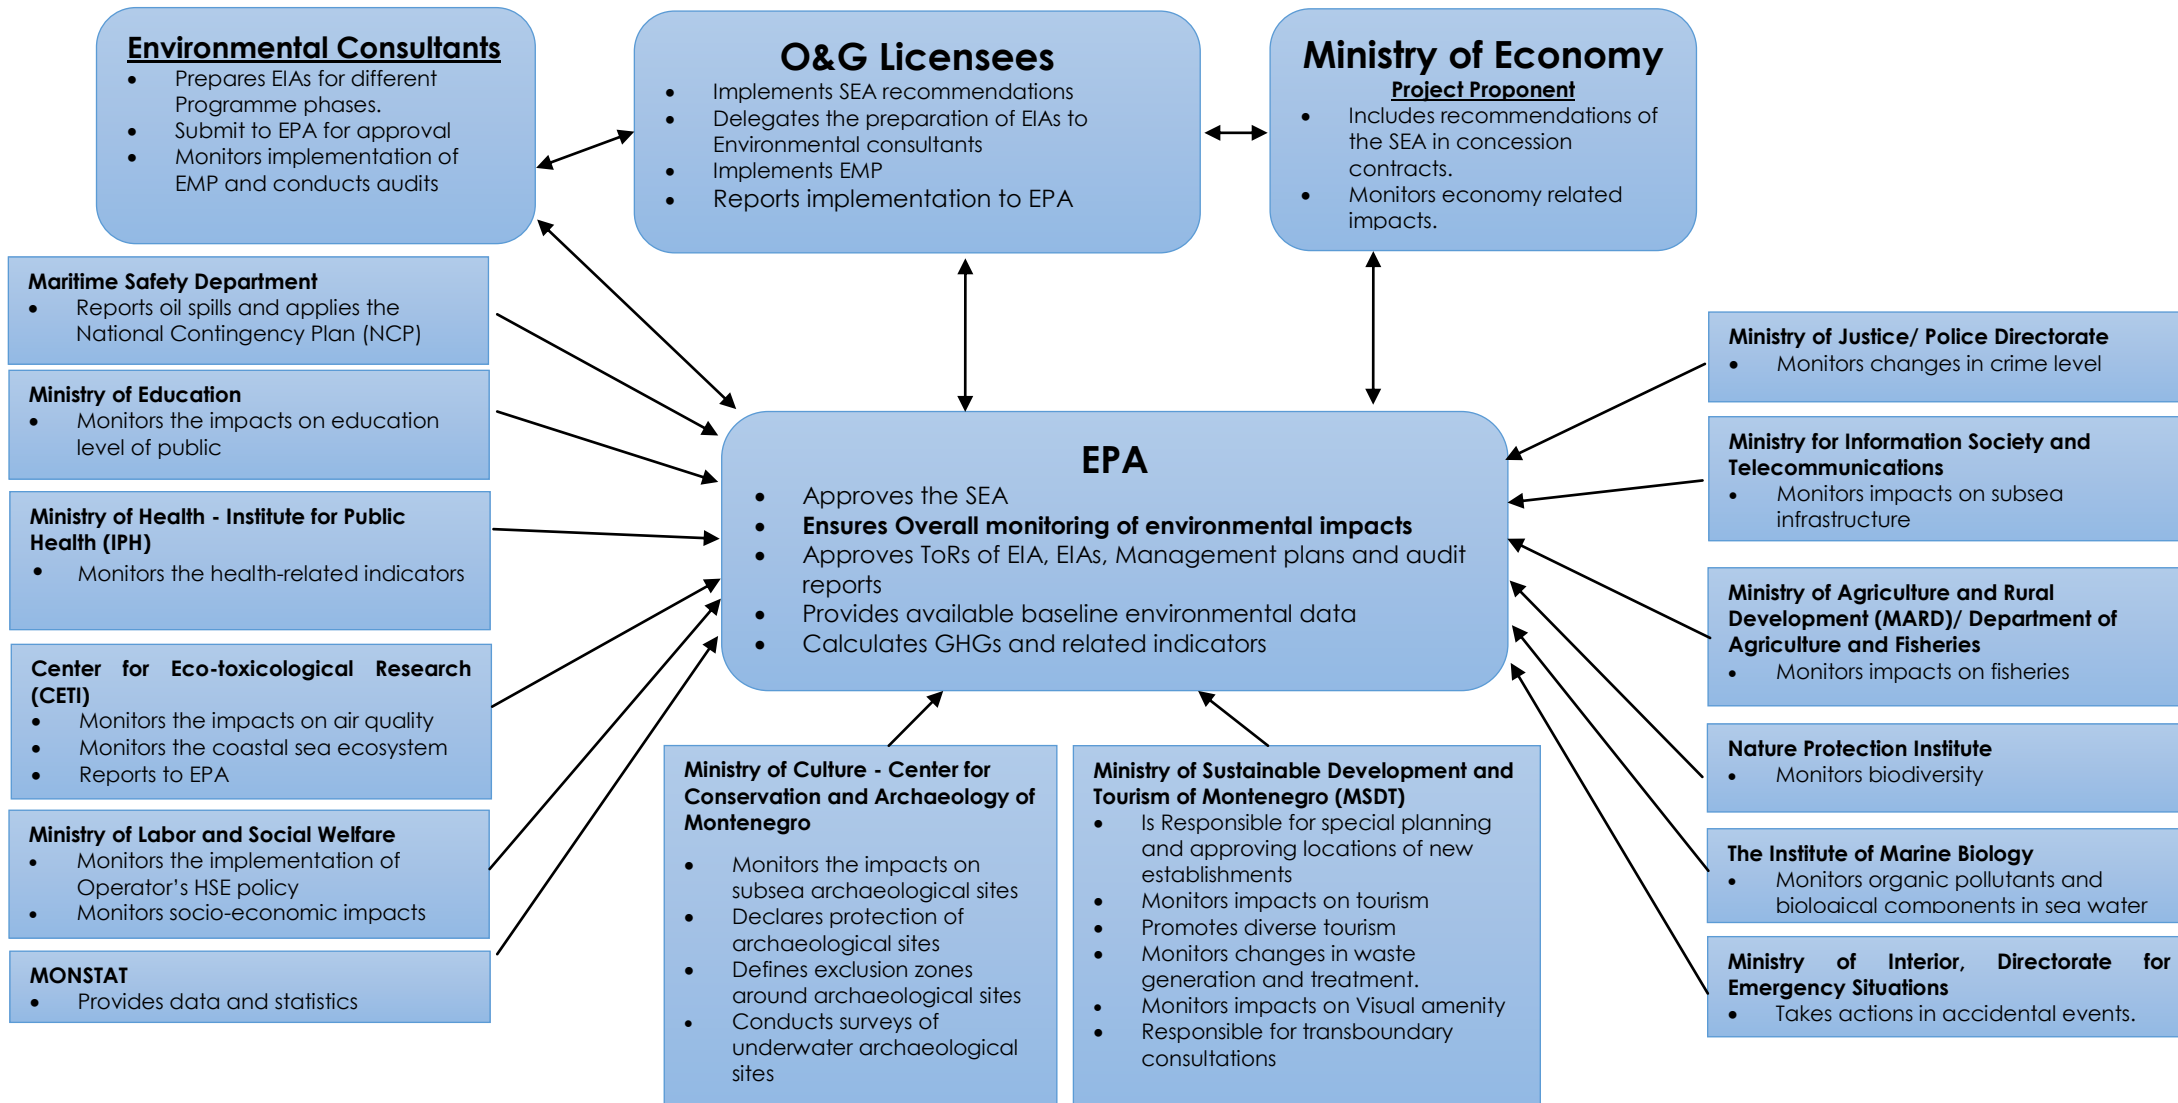 Environmental Consultants
• Prepares EIAs for different
Programme phases.
• Submit to EPA for approval
• Monitors implementation of
EMP and conducts audits
O&G Licensees
• Implements SEA recommendations
• Delegates the preparation of EIAs to
Environmental consultants
• Implements EMP
• Reports implementation to EPA
Ministry of Economy
Project Proponent
• Includes recommendations of
the SEA in concession
contracts.
• Monitors economy related
impacts.
Maritime Safety Department
• Reports oil spills and applies the
National Contingency Plan (NCP)
Ministry of Education
• Monitors the impacts on education
level of public
Ministry of Health - Institute for Public
Health (IPH)
• Monitors the health-related indicators
Center for Eco-toxicological Research
(CETI)
• Monitors the impacts on air quality
• Monitors the coastal sea ecosystem
• Reports to EPA
Ministry of Labor and Social Welfare
• Monitors the implementation of
Operator's HSE policy
• Monitors socio-economic impacts
MONSTAT
• Provides data and statistics
EPA
• Approves the SEA
• Ensures Overall monitoring of environmental impacts
• Approves ToRs of EIA, EIAs, Management plans and audit
reports
• Provides available baseline environmental data
• Calculates GHGs and related indicators
Ministry of Culture - Center for
Conservation and Archaeology of
Montenegro
• Monitors the impacts on
subsea archaeological sites
• Declares protection of
archaeological sites
• Defines exclusion zones
around archaeological sites
• Conducts surveys of
underwater archaeological
sites
Ministry of Sustainable Development and
Tourism of Montenegro (MSDT)
• Is Responsible for special planning
and approving locations of new
establishments
• Monitors impacts on tourism
• Promotes diverse tourism
• Monitors changes in waste
generation and treatment.
• Monitors impacts on Visual amenity
• Responsible for transboundary
consultations
Ministry of Justice/ Police Directorate
• Monitors changes in crime level
Ministry for Information Society and
Telecommunications
• Monitors impacts on subsea
infrastructure
Ministry of Agriculture and Rural
Development (MARD)/ Department of
Agriculture and Fisheries
• Monitors impacts on fisheries
Nature Protection Institute
• Monitors biodiversity
The Institute of Marine Biology
• Monitors organic pollutants and
biological components in sea water
Ministry of Interior, Directorate for
Emergency Situations
• Takes actions in accidental events.